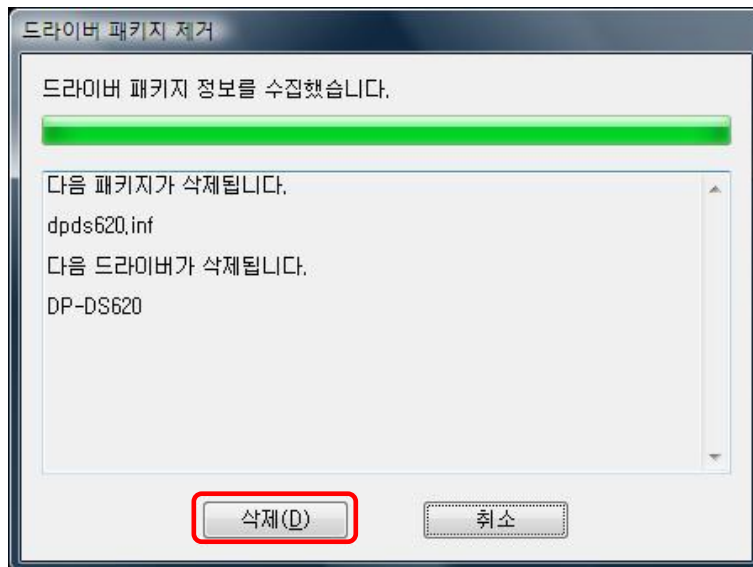 드라이버 패키지 제거
드라이버 패키지 정보를 수집했습니다.
다음 패키지가 삭제됩니다.
dpds620.inf
다음 드라이버가 삭제됩니다.
DP-DS620
삭제(D)
취소